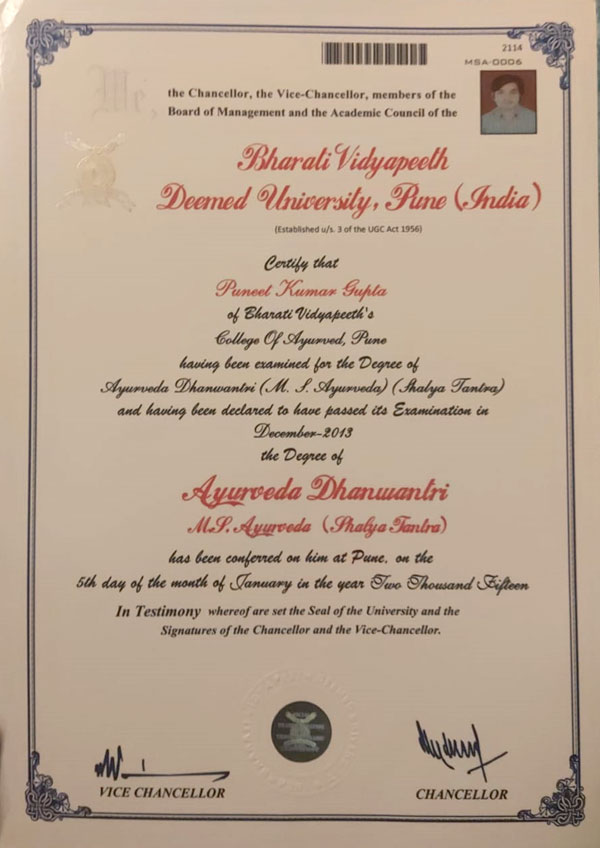 2114
MSA-0006
We,
the Chancellor, the Vice-Chancellor, members of the
Board of Management and the Academic Council of the
Bharati Vidyapeeth
Deemed University, Pune (India)
(Established u/s. 3 of the UGC Act 1956)
Certify that
Puneet Kumar Gupta
of Bharati Vidyapeeth's
College Of Ayurved, Pune
having been examined for the Degree of
Ayurveda Dhanwantri (M. S. Ayurveda) (Shalya Tantra)
and having been declared to have passed its Examination in
December-2013
the Degree of
Ayurveda Dhanwantri
M.S. Ayurveda (Shalya Tantra)
has been conferred on him at Pune, on the
5th day of the month of January in the year Two Thousand Fifteen
In Testimony whereof are set the Seal of the University and the
Signatures of the Chancellor and the Vice-Chancellor.
VICE CHANCELLOR
CHANCELLOR